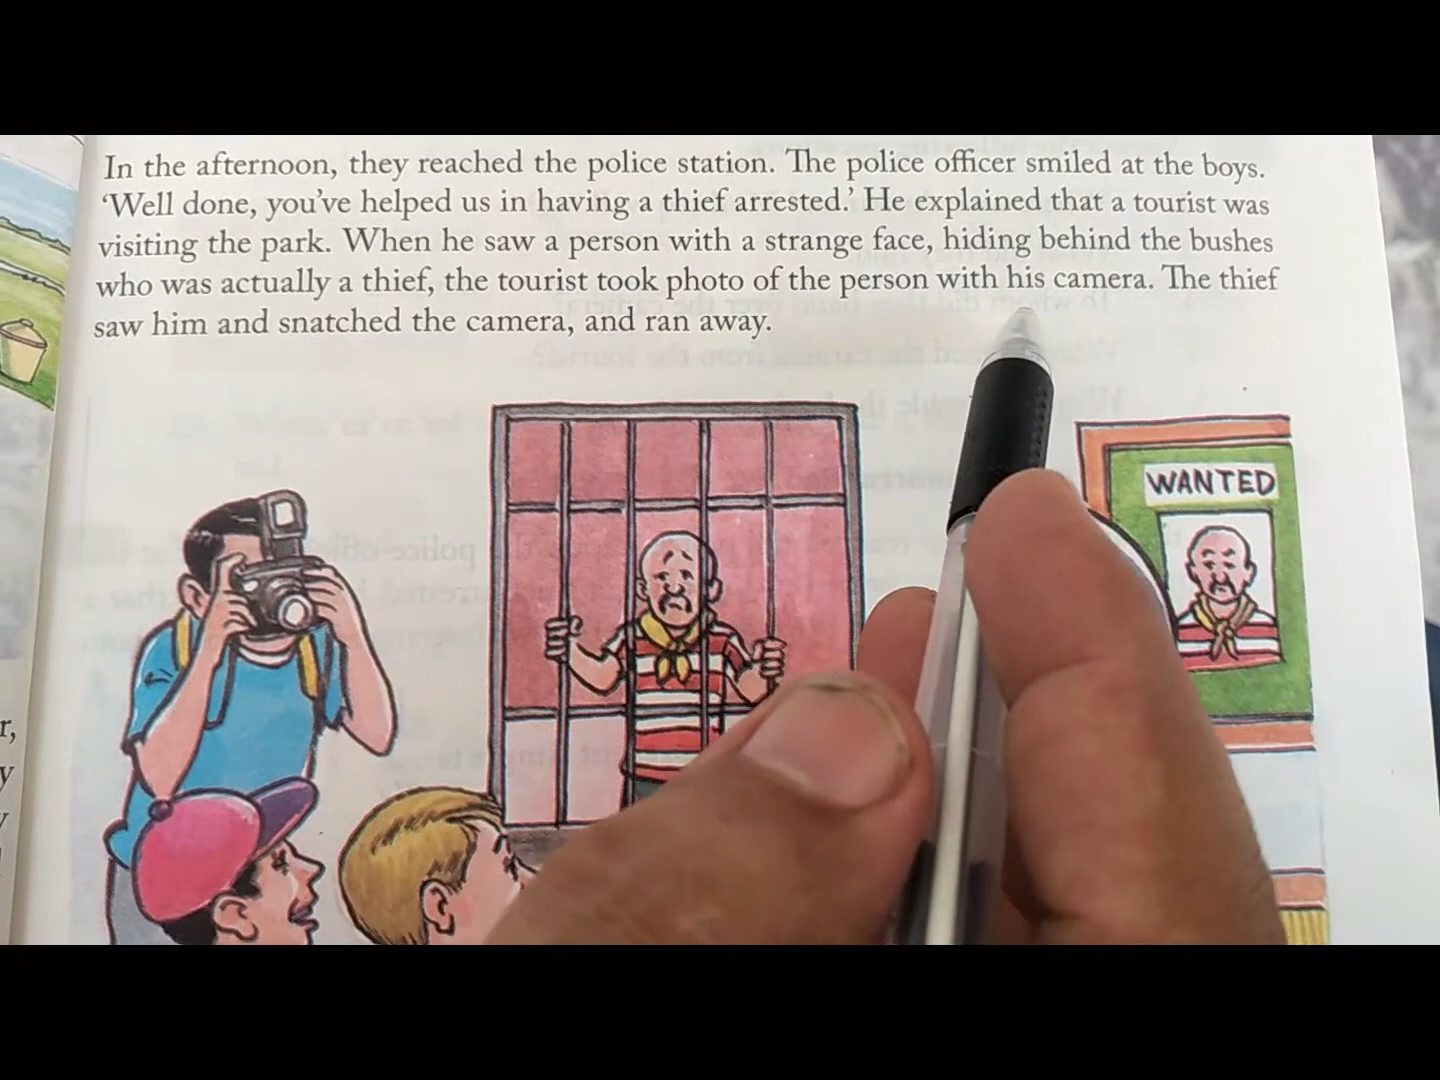 In the afternoon, they reached the police station. The police officer smiled at the boys.
‘Well done, you’ve helped us in having a thief arrested.’ He explained that a tourist was
visiting the park. When he saw a person with a strange face, hiding behind the bushes
who was actually a thief, the tourist took photo of the person with his camera. The thief
saw him and snatched the camera, and ran away.
WANTED
r,
y